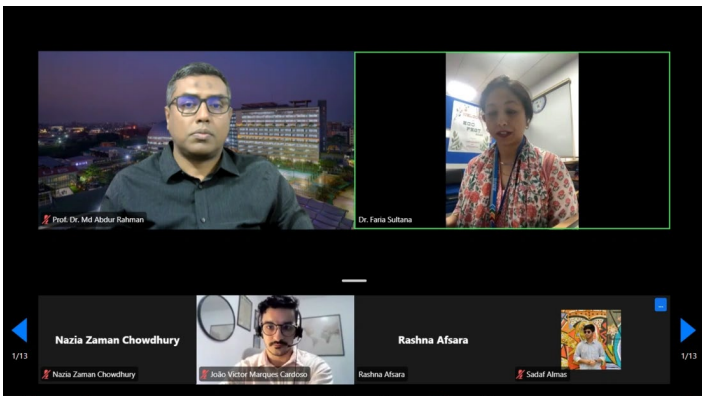 Prof. Dr. Md Abdur Rahman
Dr. Faria Sultana
1/13
Nazia Zaman Chowdhury
Nazia Zaman Chowdhury
João Victor Marques Cardoso
Rashna Afsara
Rashna Afsara
Sadaf Almas
1/13